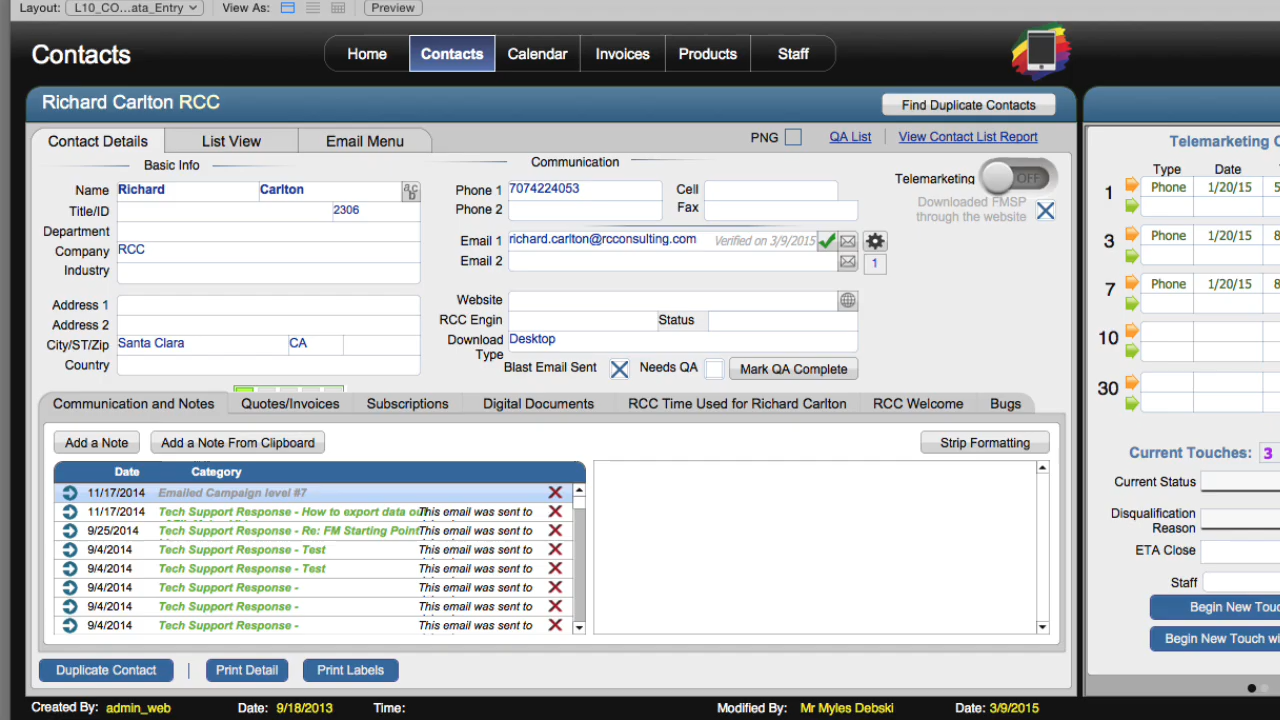 Layout: L10_CO...ata_Entry View As: Preview
Contacts
Home Contacts Calendar Invoices Products Staff
Richard Carlton RCC
Find Duplicate Contacts
Contact Details List View Email Menu
PNG QA List View Contact List Report
Basic Info
Name Richard Carlton
Title/ID 2306
Department
Company RCC
Industry
Address 1
Address 2
City/ST/Zip Santa Clara CA
Country
Communication
Phone 1 7074224053 Cell
Phone 2 Fax
Email 1 richard.carlton@rcconsulting.com Verified on 3/9/2015
Email 2 1
Website
RCC Engin Status
Download Type Desktop
Blast Email Sent Needs QA Mark QA Complete
Telemarketing OFF
Downloaded FMSP
through the website
Communication and Notes Quotes/Invoices Subscriptions Digital Documents RCC Time Used for Richard Carlton RCC Welcome Bugs
Add a Note Add a Note From Clipboard Strip Formatting
Date Category
11/17/2014 Emailed Campaign level #7
11/17/2014 Tech Support Response - How to export data This email was sent to
9/25/2014 Tech Support Response - Re: FM Starting Point This email was sent to
9/4/2014 Tech Support Response - Test This email was sent to
9/4/2014 Tech Support Response - Test This email was sent to
9/4/2014 Tech Support Response - This email was sent to
9/4/2014 Tech Support Response - This email was sent to
9/4/2014 Tech Support Response - This email was sent to
Duplicate Contact | Print Detail Print Labels
Created By: admin_web Date: 9/18/2013 Time: Modified By: Mr Myles Debski Date: 3/9/2015
Telemarketing
Type Date
1 Phone 1/20/15
3 Phone 1/20/15
7 Phone 1/20/15
10
30
Current Touches: 3
Current Status
Disqualification
Reason
ETA Close
Staff
Begin New
Begin New Touch